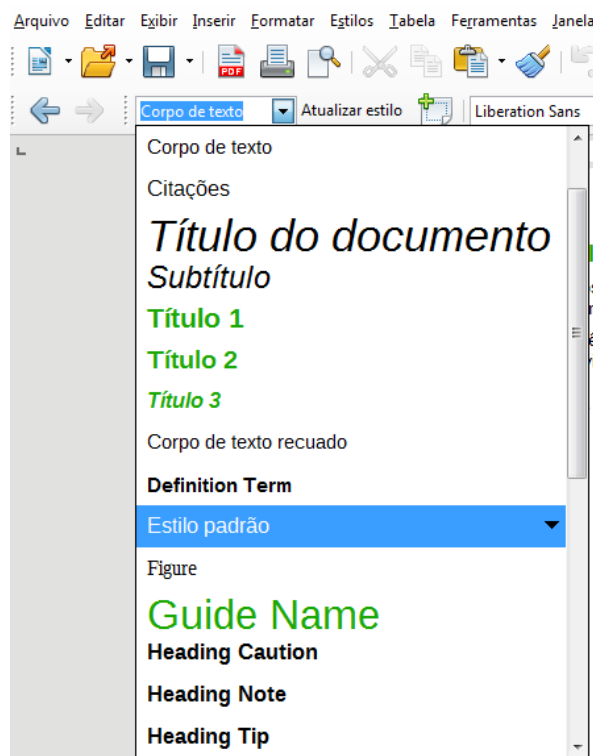 Arquivo Editar Exibir Inserir Formatar Estilos Tabela Ferramentas Janela
PDF
Corpo de texto Atualizar estilo Liberation Sans
Corpo de texto
Citações
Título do documento
Subtítulo
Título 1
Título 2
Título 3
Corpo de texto recuado
Definition Term
Estilo padrão
Figure
Guide Name
Heading Caution
Heading Note
Heading Tip